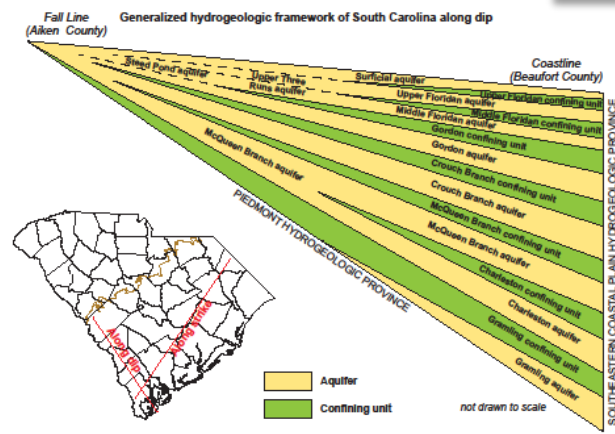 Fall Line
(Aiken County)
Generalized hydrogeologic framework of South Carolina along dip
Coastline
(Beaufort County)
Steed Pond aquifer
Upper Three
Runs aquifer
Surficial aquifer
Upper Floridan confining unit
Upper Floridan aquifer
Middle Floridan confining unit
Middle Floridan aquifer
Gordon confining unit
Gordon aquifer
Crouch Branch confining unit
Crouch Branch aquifer
McQueen Branch confining unit
McQueen Branch aquifer
McQueen Branch aquifer
Charleston confining unit
Charleston aquifer
Gramling confining unit
Gramling aquifer
PIEDMONT HYDROGEOLOGIC PROVINCE
SOUTHEASTERN COASTAL PLAIN HYDROGEOLOGIC PROVINCE
Along dip
Along strike
Aquifer
Confining unit
not drawn to scale